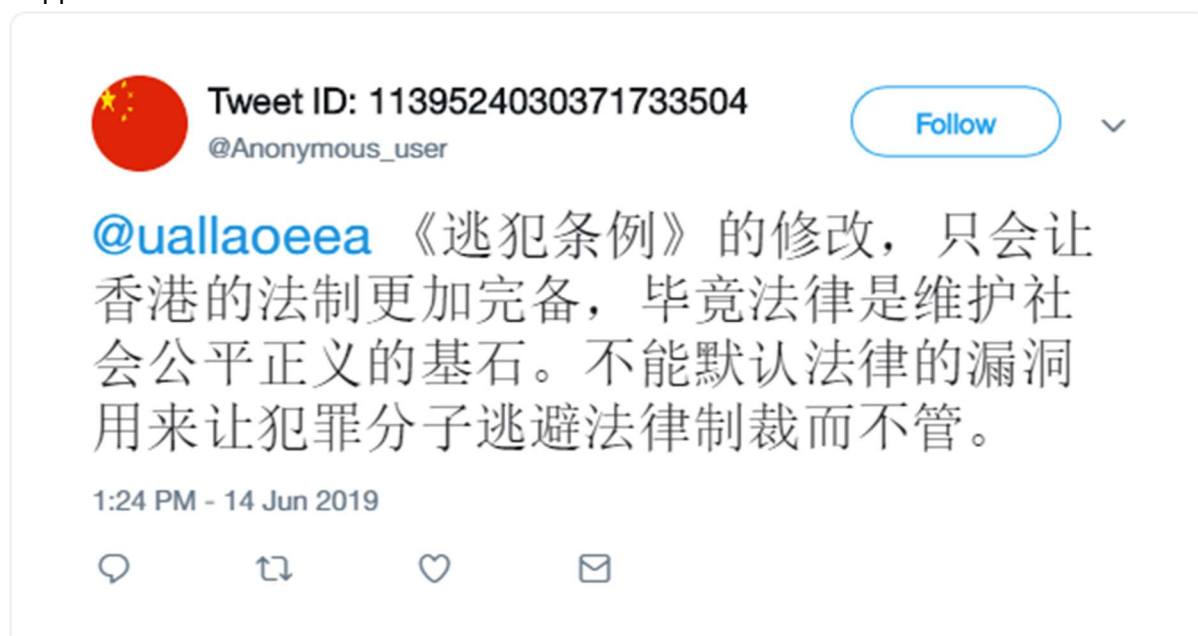 Tweet ID: 1139524030371733504
@Anonymous_user
Follow
@uallaoeea 《逃犯条例》的修改，只会让
香港的法制更加完备，毕竟法律是维护社
会公平正义的基石。不能默认法律的漏洞
用来让犯罪分子逃避法律制裁而不管。
1:24 PM - 14 Jun 2019